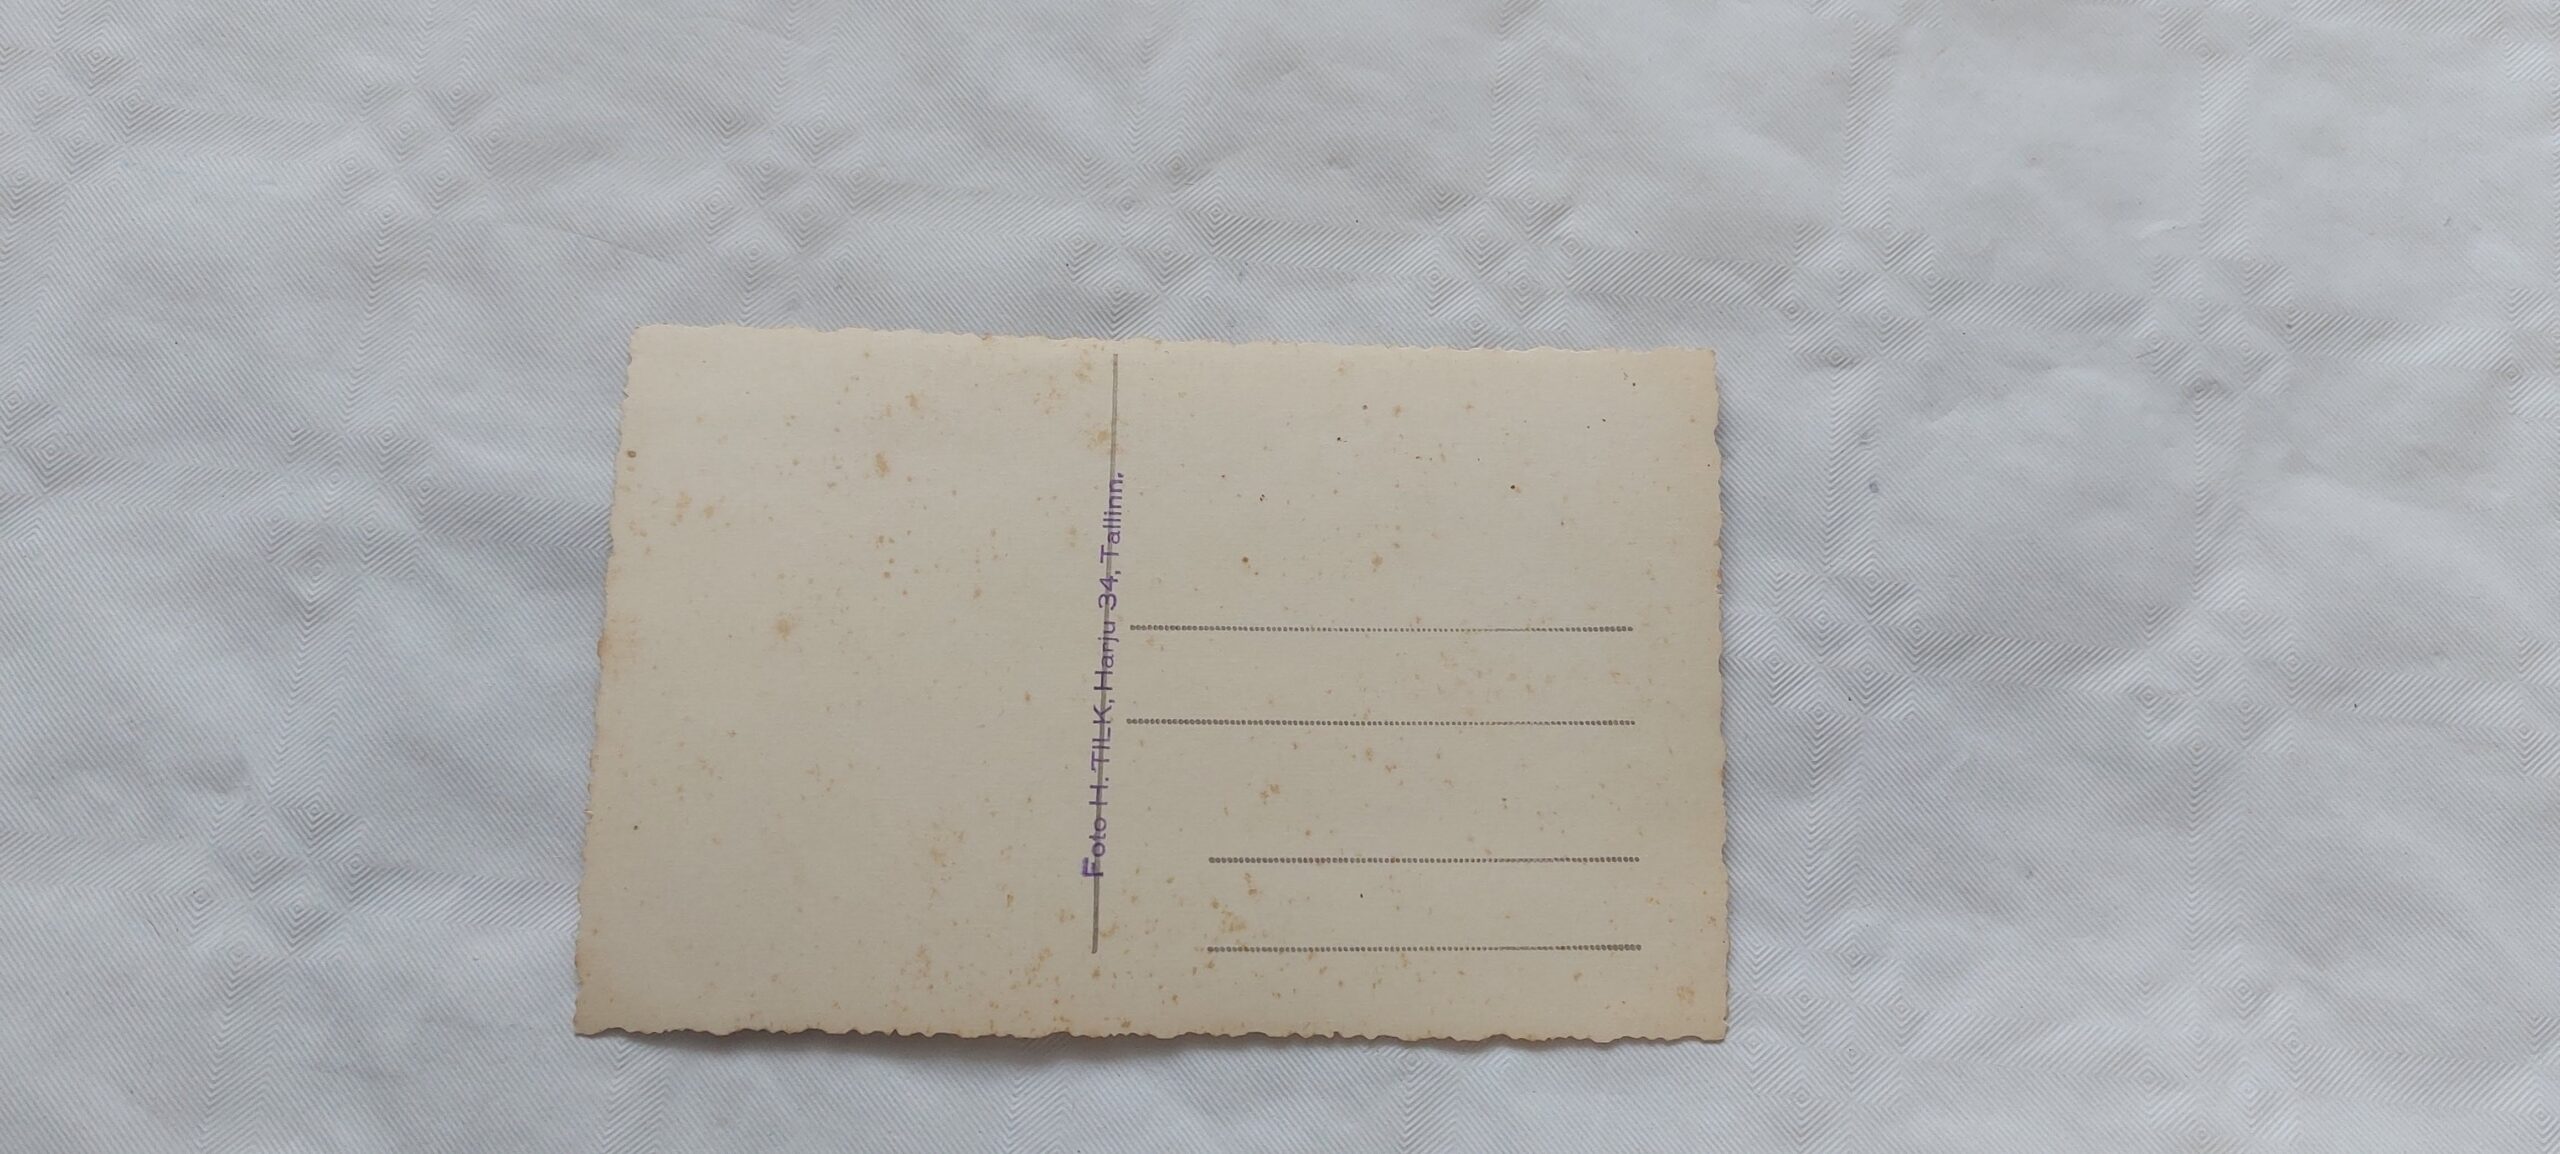 Foto H. TILK, Harju 34, Tallinn.